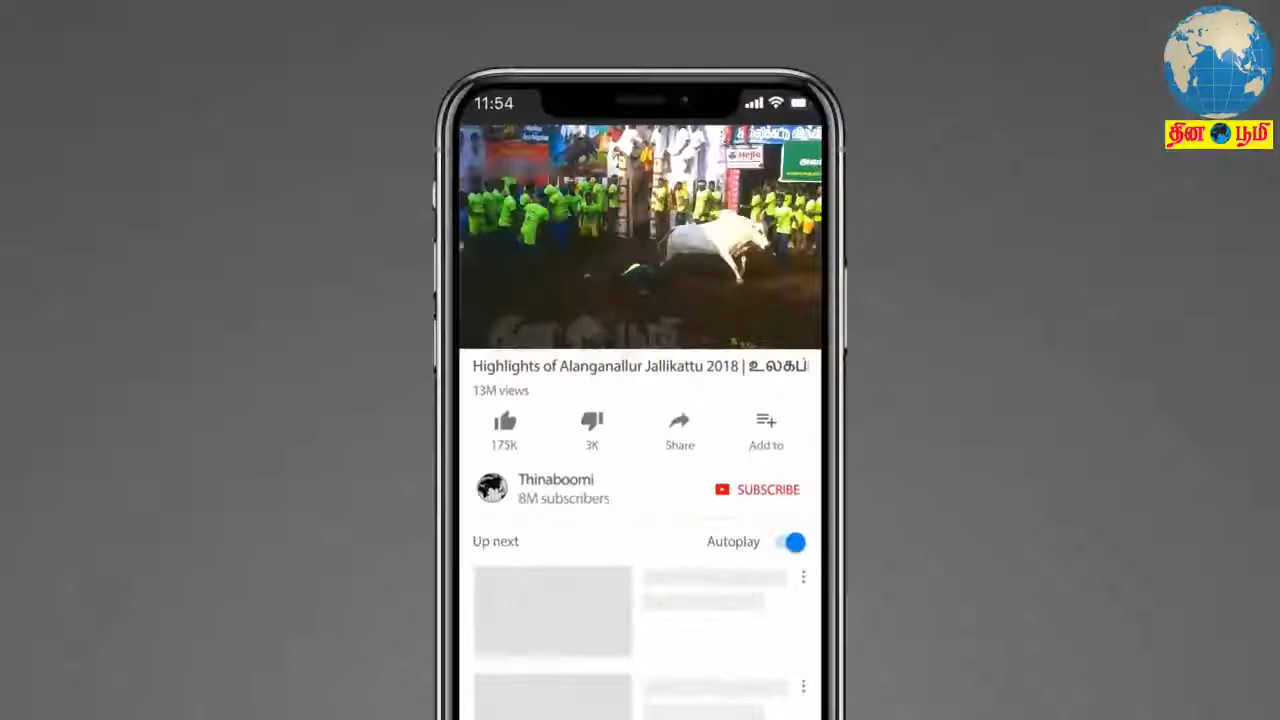 தின பூமி
11:54
Hello
Highlights of Alanganallur Jallikattu 2018 | உலகப்
13M views
175K
3K
Share
Add to
Thinaboomi
8M subscribers
SUBSCRIBE
Up next
Autoplay